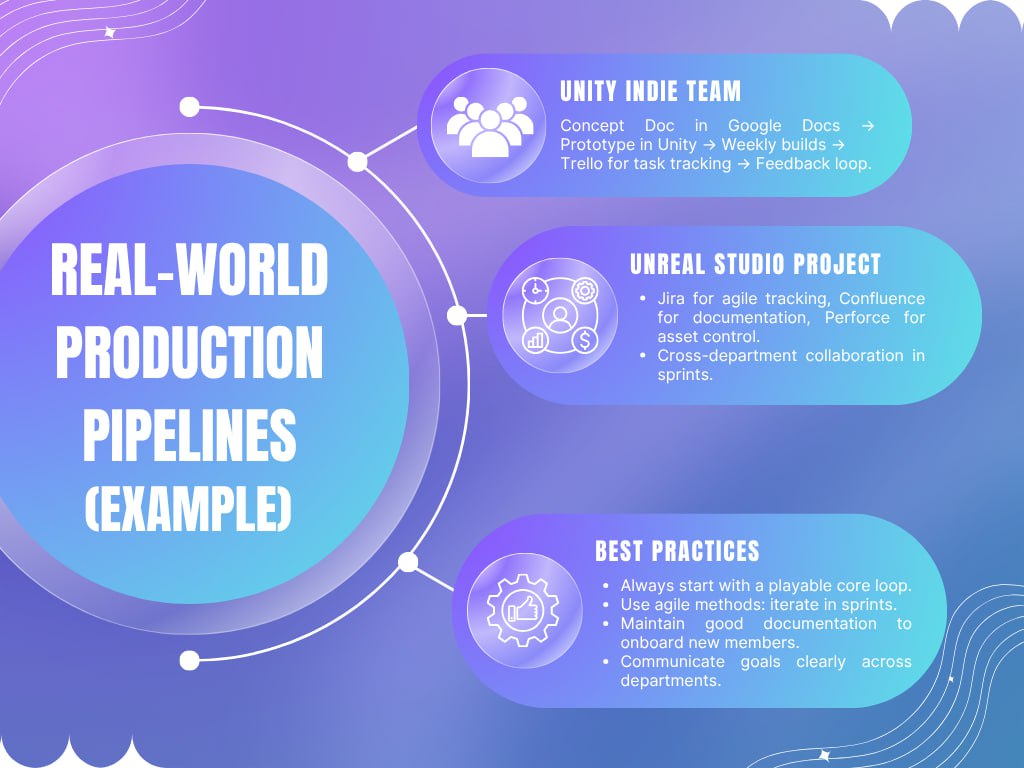 REAL-WORLD
PRODUCTION
PIPELINES
(EXAMPLE)
UNITY INDIE TEAM
Concept Doc in Google Docs →
Prototype in Unity → Weekly builds →
Trello for task tracking → Feedback loop.
UNREAL STUDIO PROJECT
• Jira for agile tracking, Confluence
for documentation, Perforce for
asset control.
• Cross-department collaboration in
sprints.
BEST PRACTICES
• Always start with a playable core loop.
• Use agile methods: iterate in sprints.
• Maintain good documentation to
onboard new members.
• Communicate goals clearly across
departments.